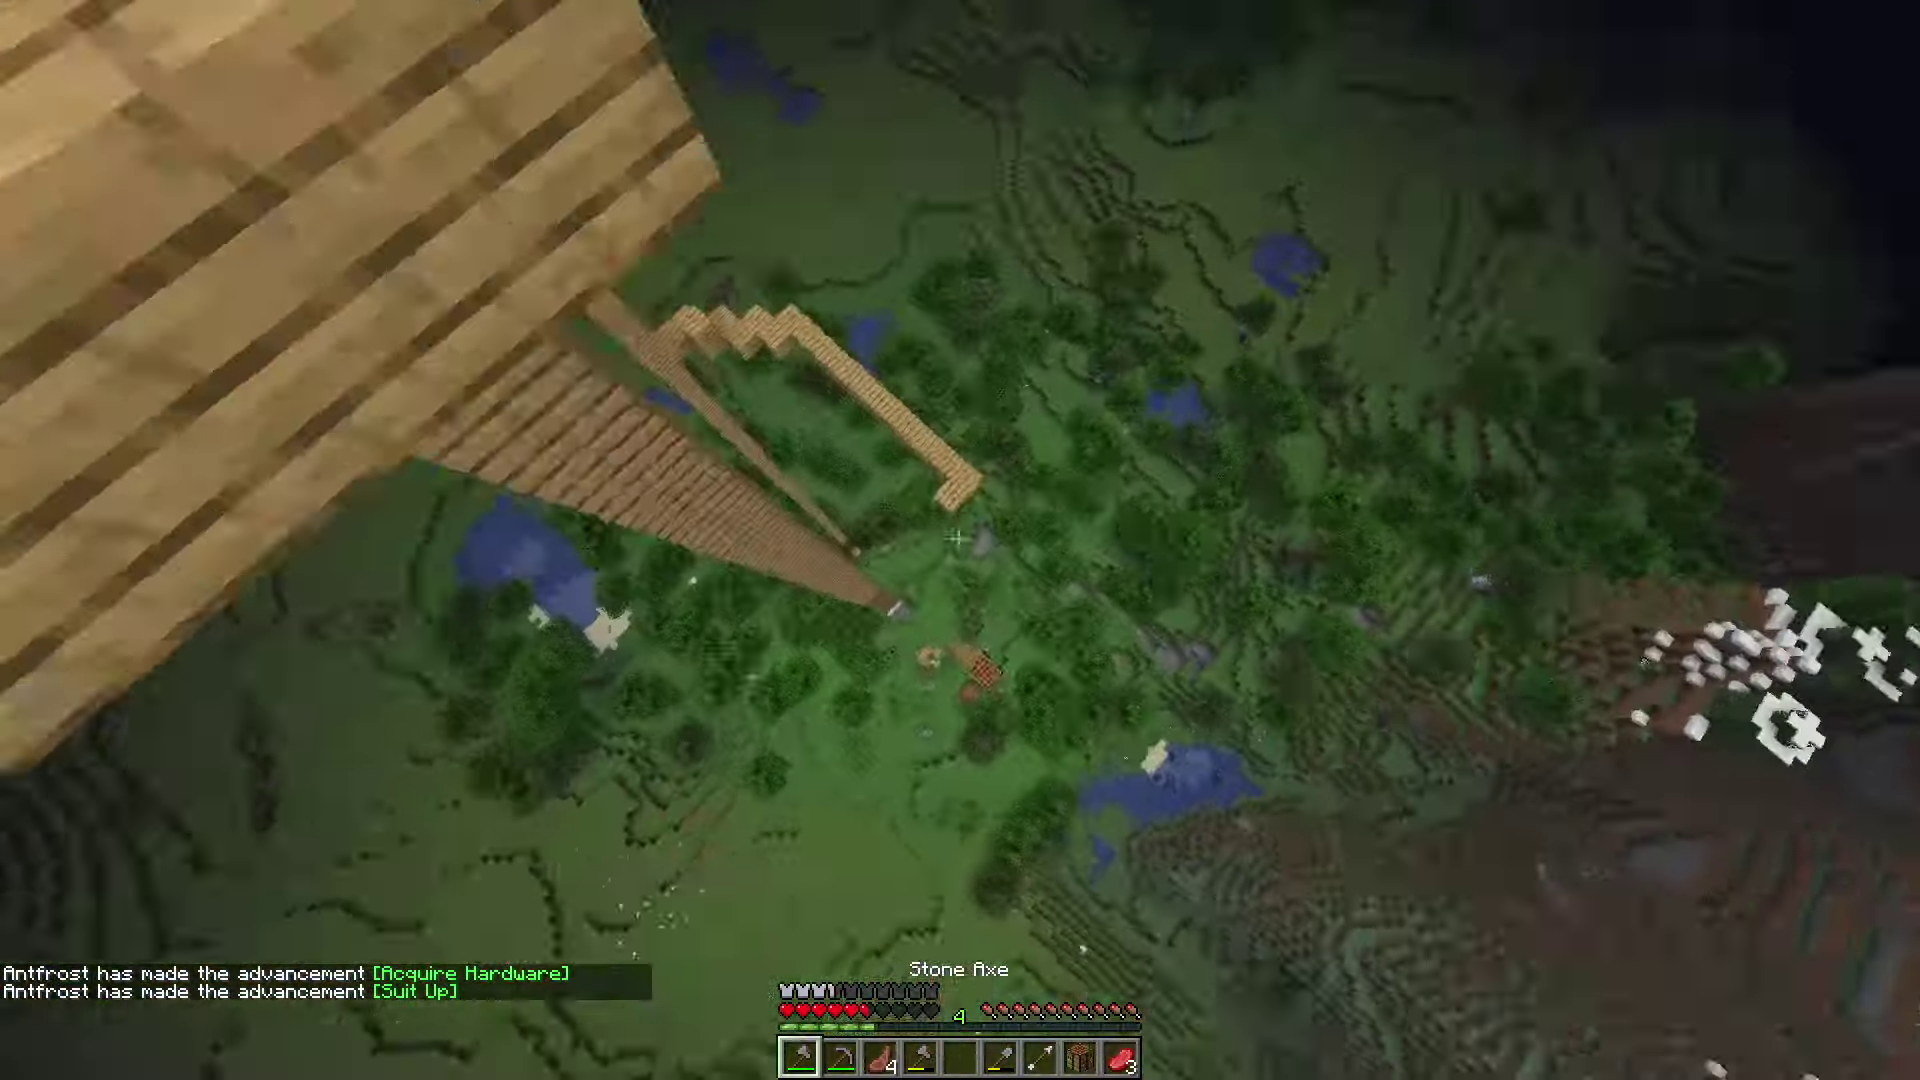 Antfrost has made the advancement [Acquire Hardware]
Antfrost has made the advancement [Suit Up]
Stone Axe
4
4
3